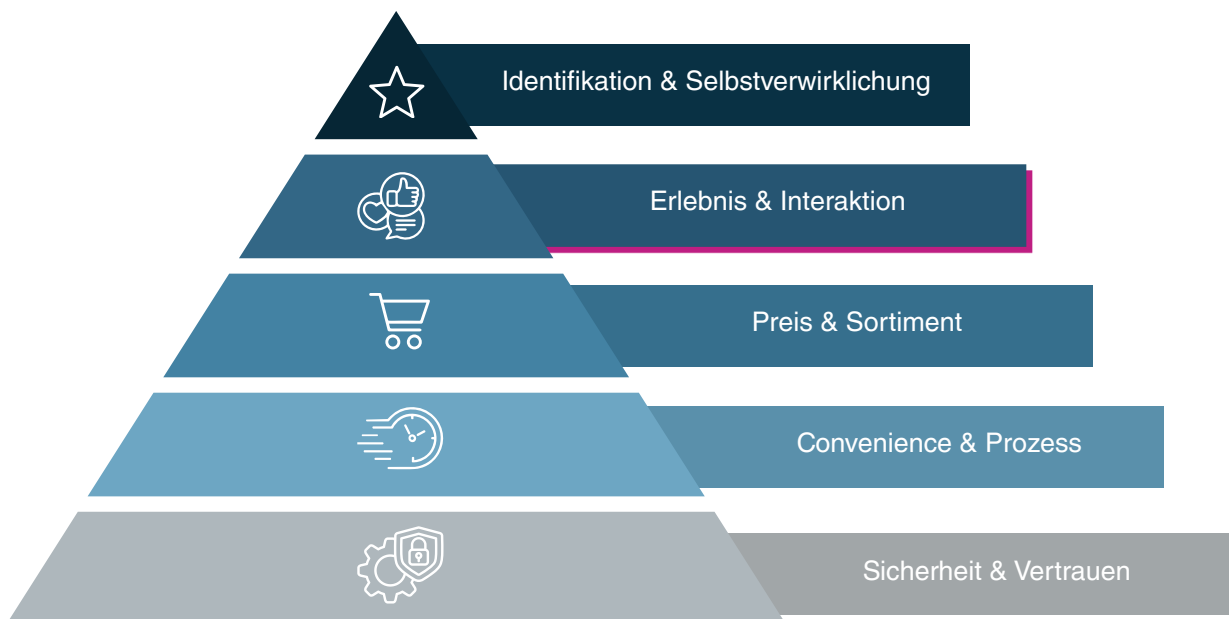 Identifikation & Selbstverwirklichung
Erlebnis & Interaktion
Preis & Sortiment
Convenience & Prozess
Sicherheit & Vertrauen